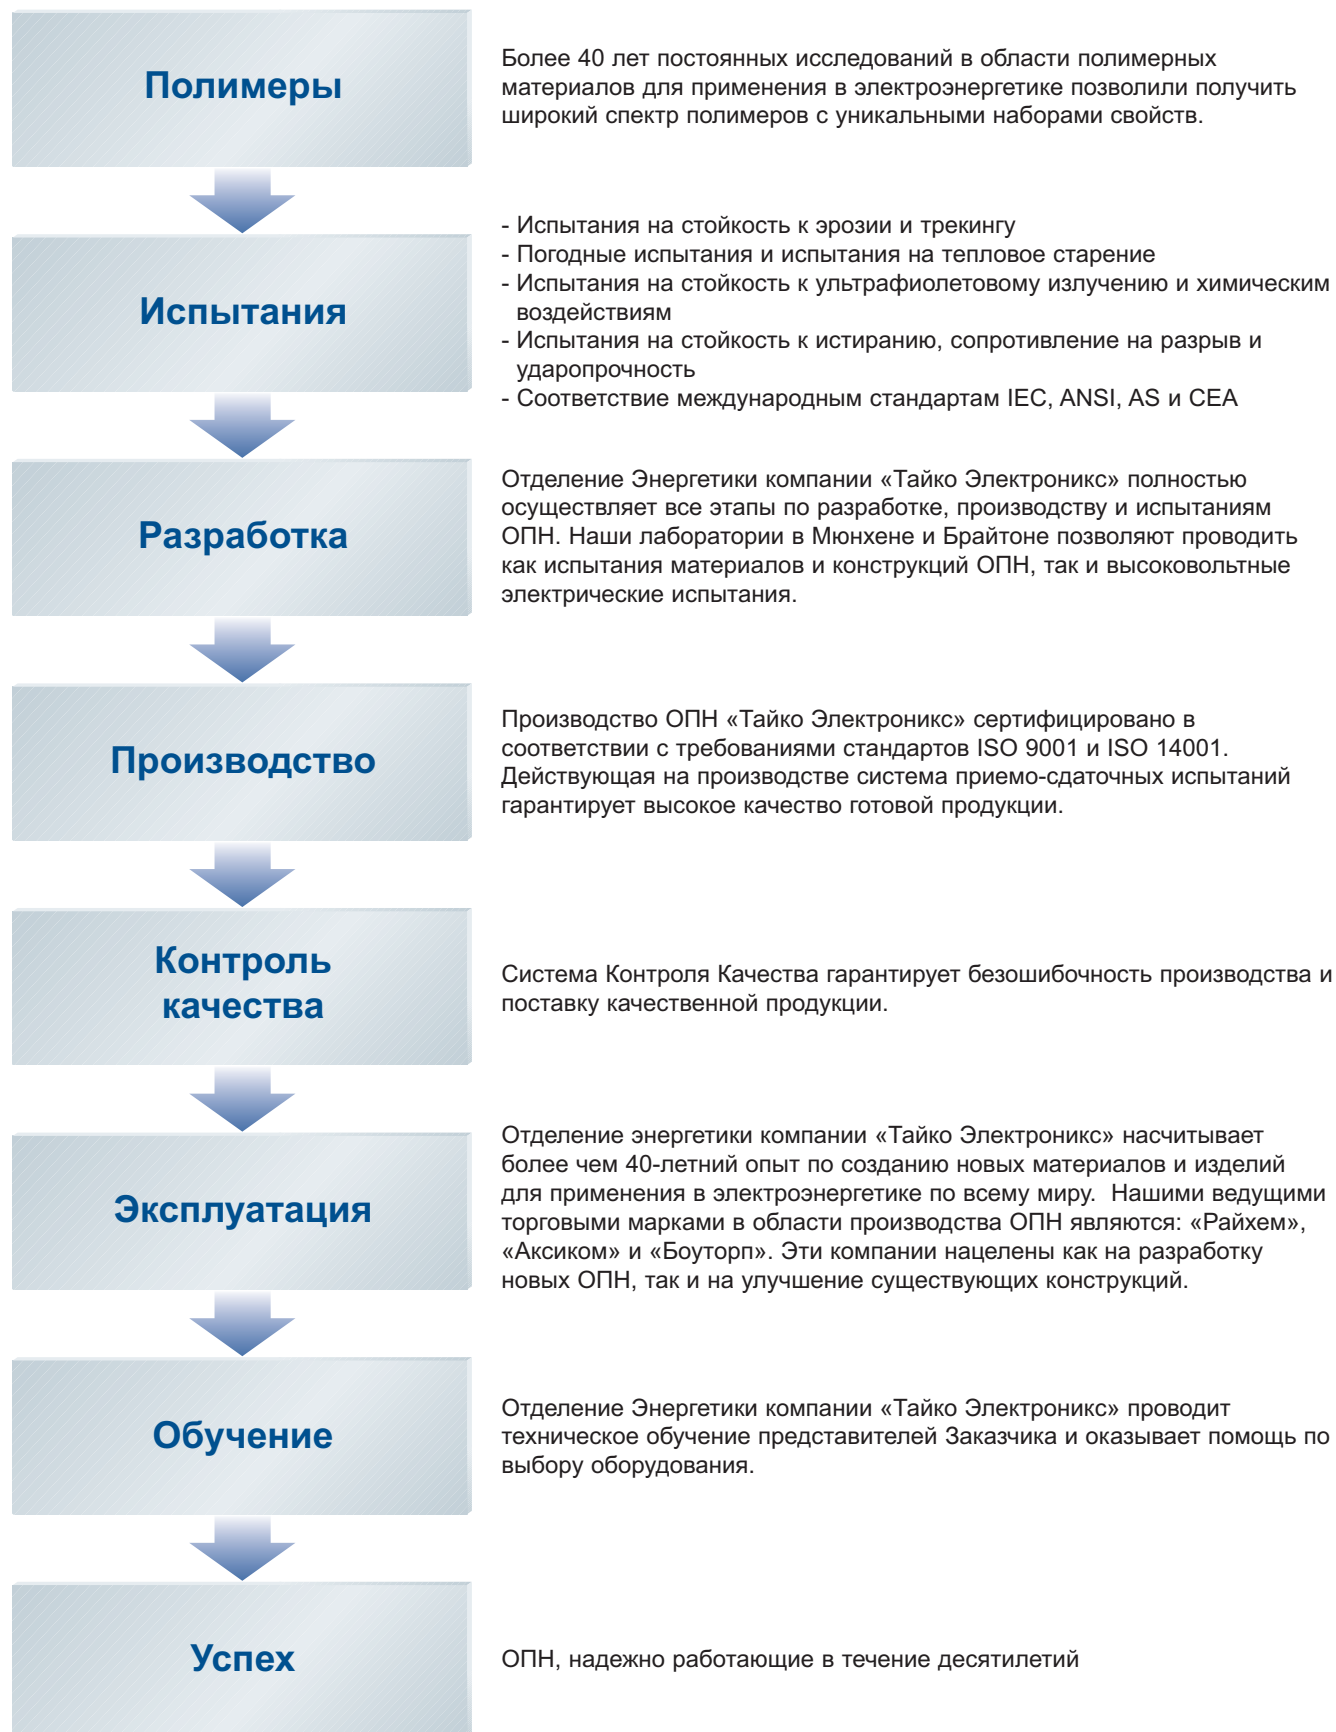 Полимеры
Более 40 лет постоянных исследований в области полимерных
материалов для применения в электроэнергетике позволили получить
широкий спектр полимеров с уникальными наборами свойств.
Испытания
- Испытания на стойкость к эрозии и трекингу
- Погодные испытания и испытания на тепловое старение
- Испытания на стойкость к ультрафиолетовому излучению и химическим
воздействиям
- Испытания на стойкость к истиранию, сопротивление на разрыв и
ударопрочность
- Соответствие международным стандартам IEC, ANSI, AS и CEA
Разработка
Отделение Энергетики компании «Тайко Электроникс» полностью
осуществляет все этапы по разработке, производству и испытаниям
ОПН. Наши лаборатории в Мюнхене и Брайтоне позволяют проводить
как испытания материалов и конструкций ОПН, так и высоковольтные
электрические испытания.
Производство
Производство ОПН «Тайко Электроникс» сертифицировано в
соответствии с требованиями стандартов ISO 9001 и ISO 14001.
Действующая на производстве система приемо-сдаточных испытаний
гарантирует высокое качество готовой продукции.
Контроль
качества
Система Контроля Качества гарантирует безошибочность производства и
поставку качественной продукции.
Эксплуатация
Отделение энергетики компании «Тайко Электроникс» насчитывает
более чем 40-летний опыт по созданию новых материалов и изделий
для применения в электроэнергетике по всему миру.  Нашими ведущими
торговыми марками в области производства ОПН являются: «Райхем»,
«Аксиком» и «Боуторп». Эти компании нацелены как на разработку
новых ОПН, так и на улучшение существующих конструкций.
Обучение
Отделение Энергетики компании «Тайко Электроникс» проводит
техническое обучение представителей Заказчика и оказывает помощь по
выбору оборудования.
Успех
ОПН, надежно работающие в течение десятилетий